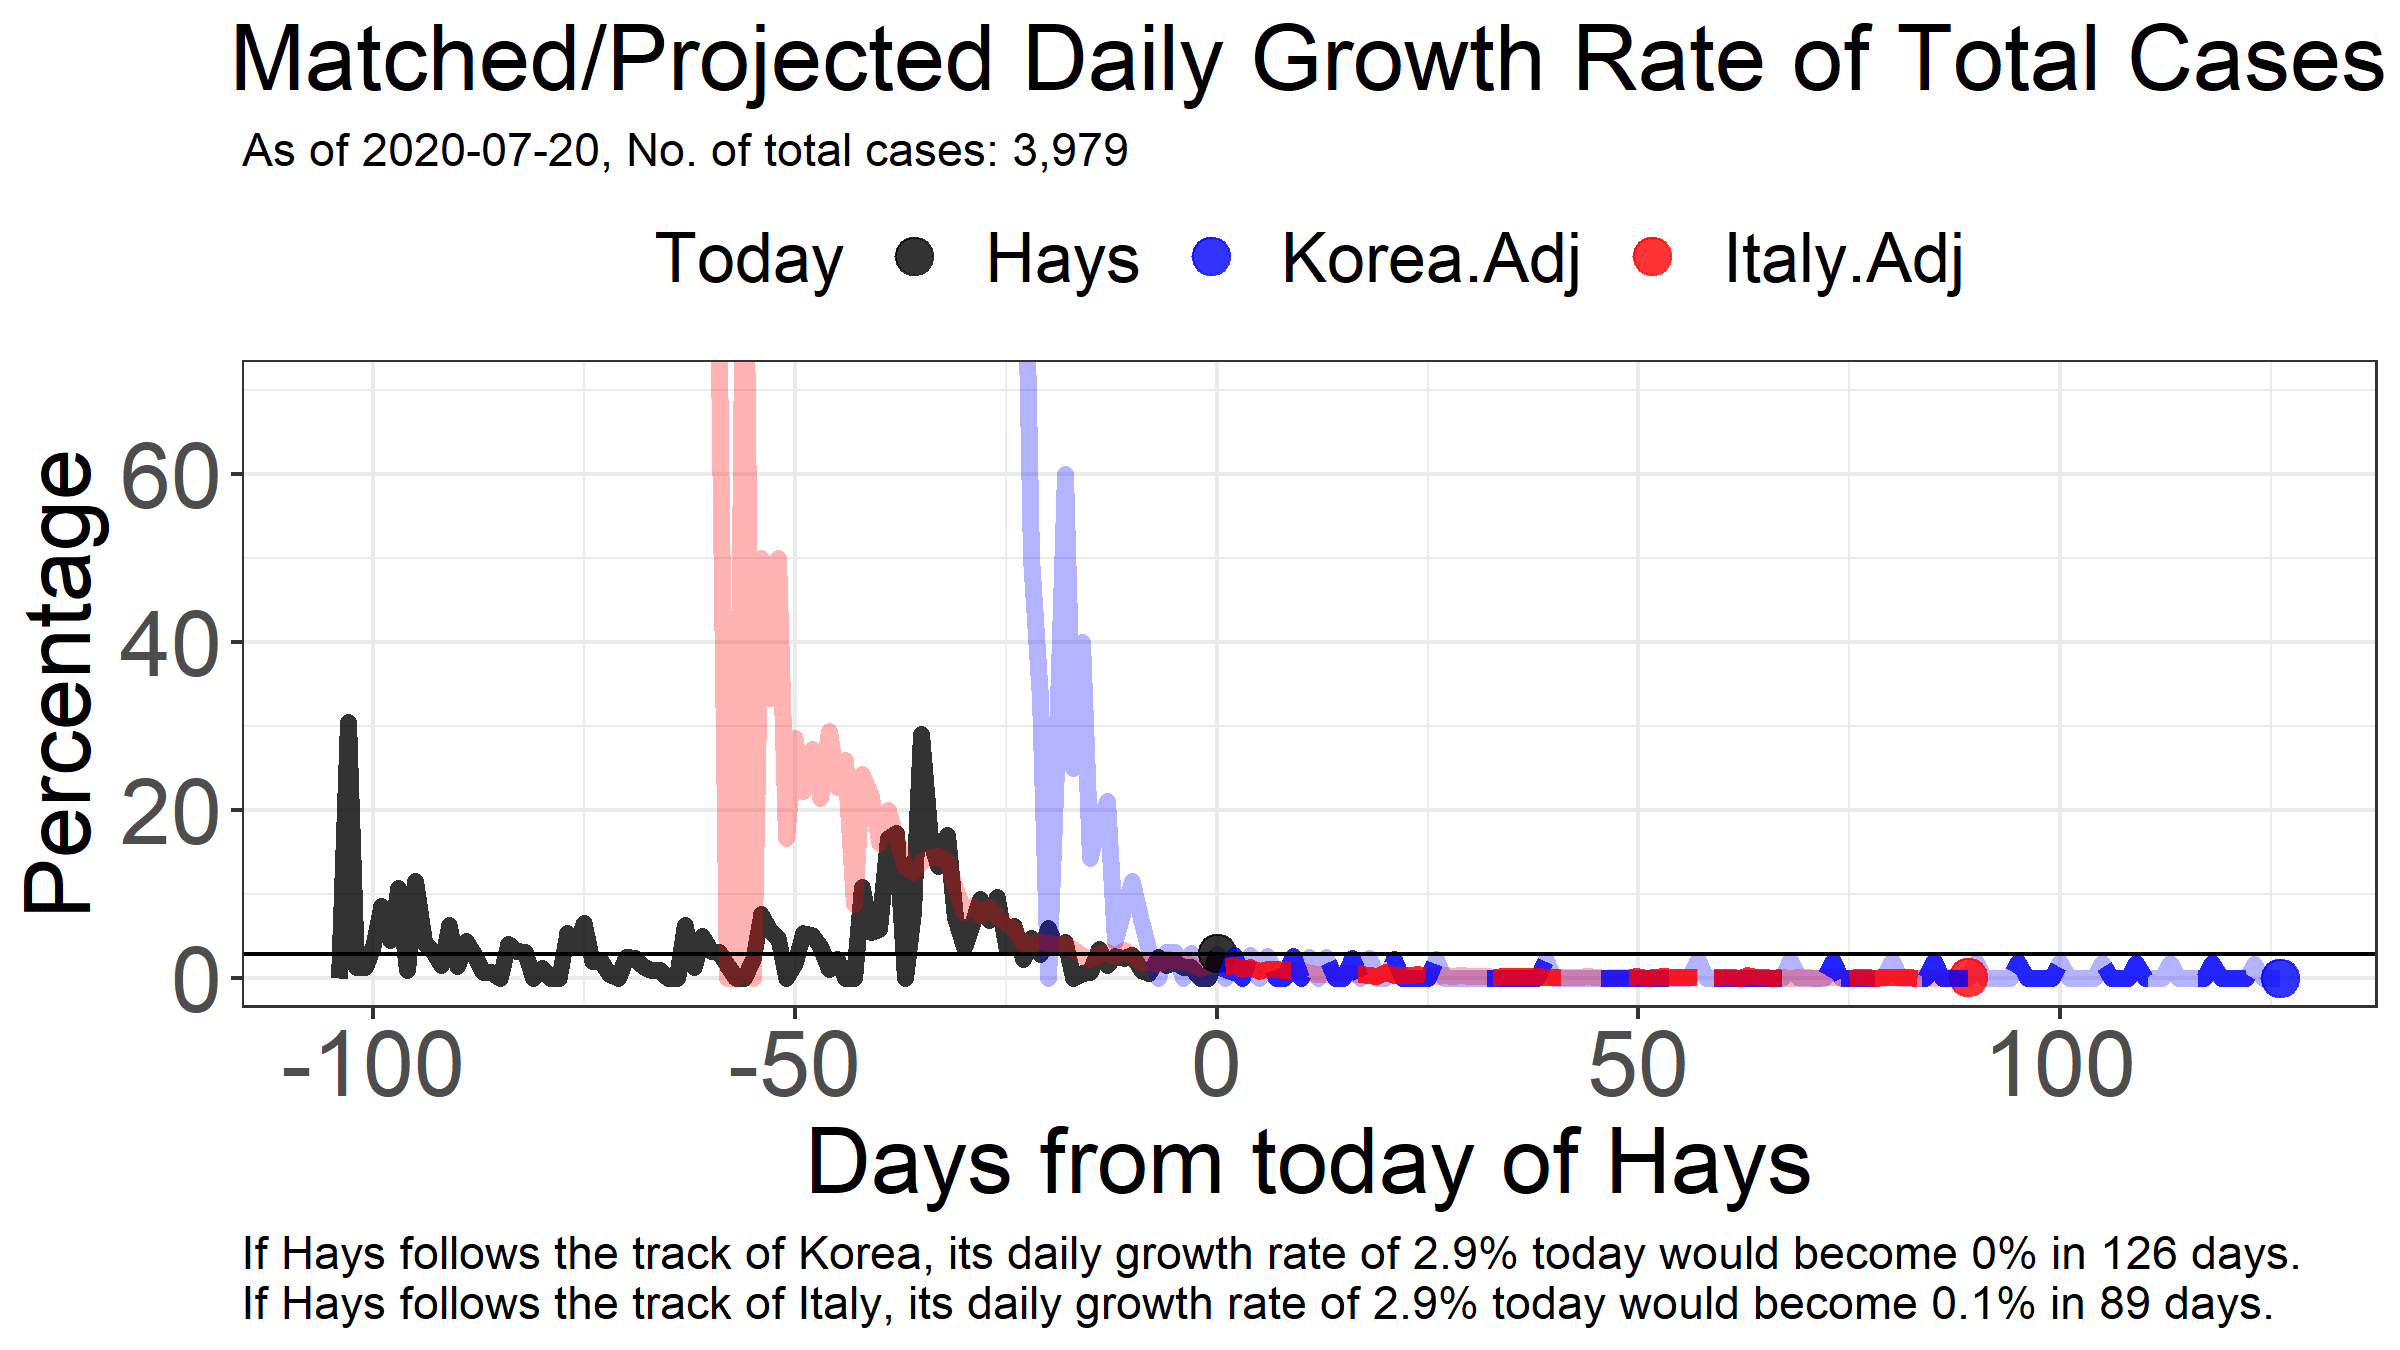 Matched/Projected Daily Growth Rate of Total Cases
As of 2020-07-20, No. of total cases: 3,979
Today Hays Korea.Adj Italy.Adj
Percentage
60
40
20
0
-100 -50 0 50 100
Days from today of Hays
If Hays follows the track of Korea, its daily growth rate of 2.9% today would become 0% in 126 days.
If Hays follows the track of Italy, its daily growth rate of 2.9% today would become 0.1% in 89 days.